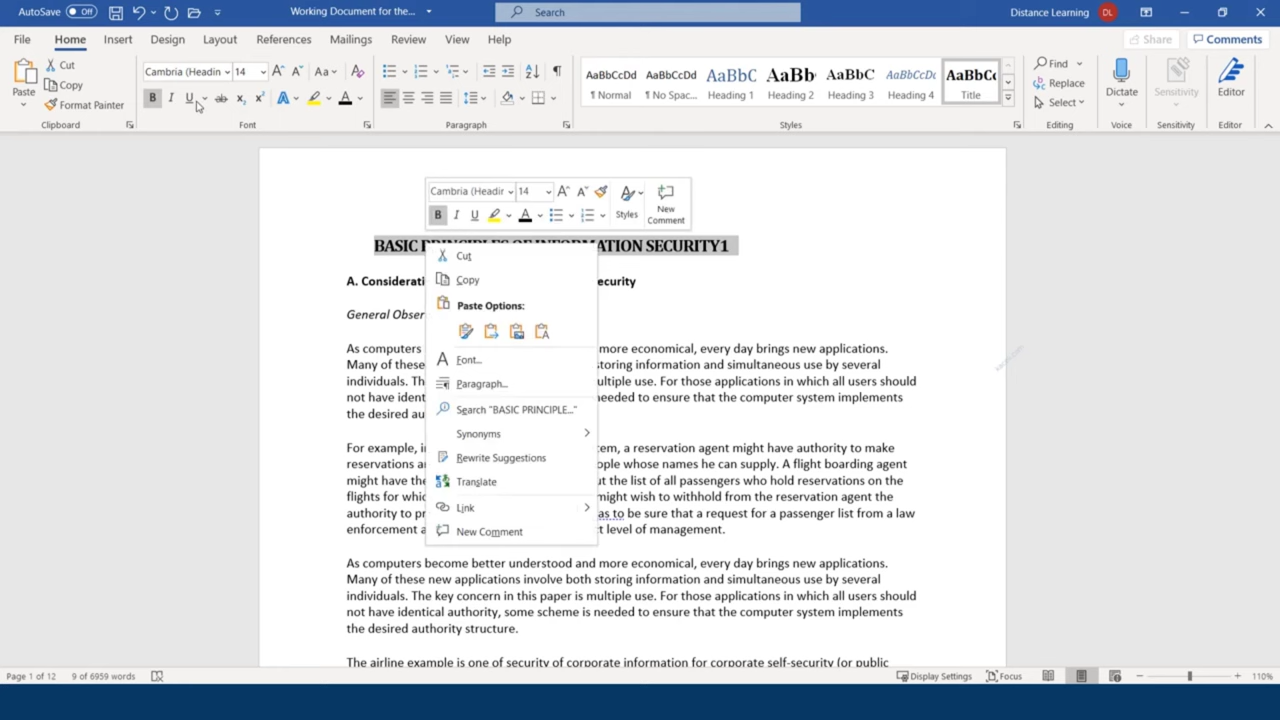 AutoSave Off Working Document for the... Search Distance Learning DL
File Home Insert Design Layout References Mailings Review View Help Share Comments
Paste Cut Copy Format Painter
Cambria (Headin 14 Aa
B I U ab x₂ x² A A
AaBbCcDd AaBbCcDd AaBbC AaBb AaBbC AaBbCcDc AaBbCc
¶ Normal ¶ No Spac... Heading 1 Heading 2 Heading 3 Heading 4 Title
Find Replace Select
Dictate Sensitivity Editor
Clipboard Font Paragraph Styles Editing Voice Sensitivity Editor
Cambria (Headir 14 A A
B I U A Styles New Comment
BASIC PRINCIPLES OF INFORMATION SECURITY1
A. Considerati ecurity
General Obser
Cut
Copy
Paste Options:
Font...
Paragraph...
Search "BASIC PRINCIPLE..."
Synonyms
Rewrite Suggestions
Translate
Link
New Comment
As computers more economical, every day brings new applications.
Many of these storing information and simultaneous use by several
individuals. Th ultiple use. For those applications in which all users should
not have ident needed to ensure that the computer system implements
the desired au
For example, i tem, a reservation agent might have authority to make
reservations a ople whose names he can supply. A flight boarding agent
might have the ut the list of all passengers who hold reservations on the
flights for whic might wish to withhold from the reservation agent the
authority to pr as to be sure that a request for a passenger list from a law
enforcement a t level of management.
As computers become better understood and more economical, every day brings new applications.
Many of these new applications involve both storing information and simultaneous use by several
individuals. The key concern in this paper is multiple use. For those applications in which all users should
not have identical authority, some scheme is needed to ensure that the computer system implements
the desired authority structure.
The airline example is one of security of corporate information for corporate self-security (or public
Page 1 of 12 9 of 6959 words Display Settings Focus 110%